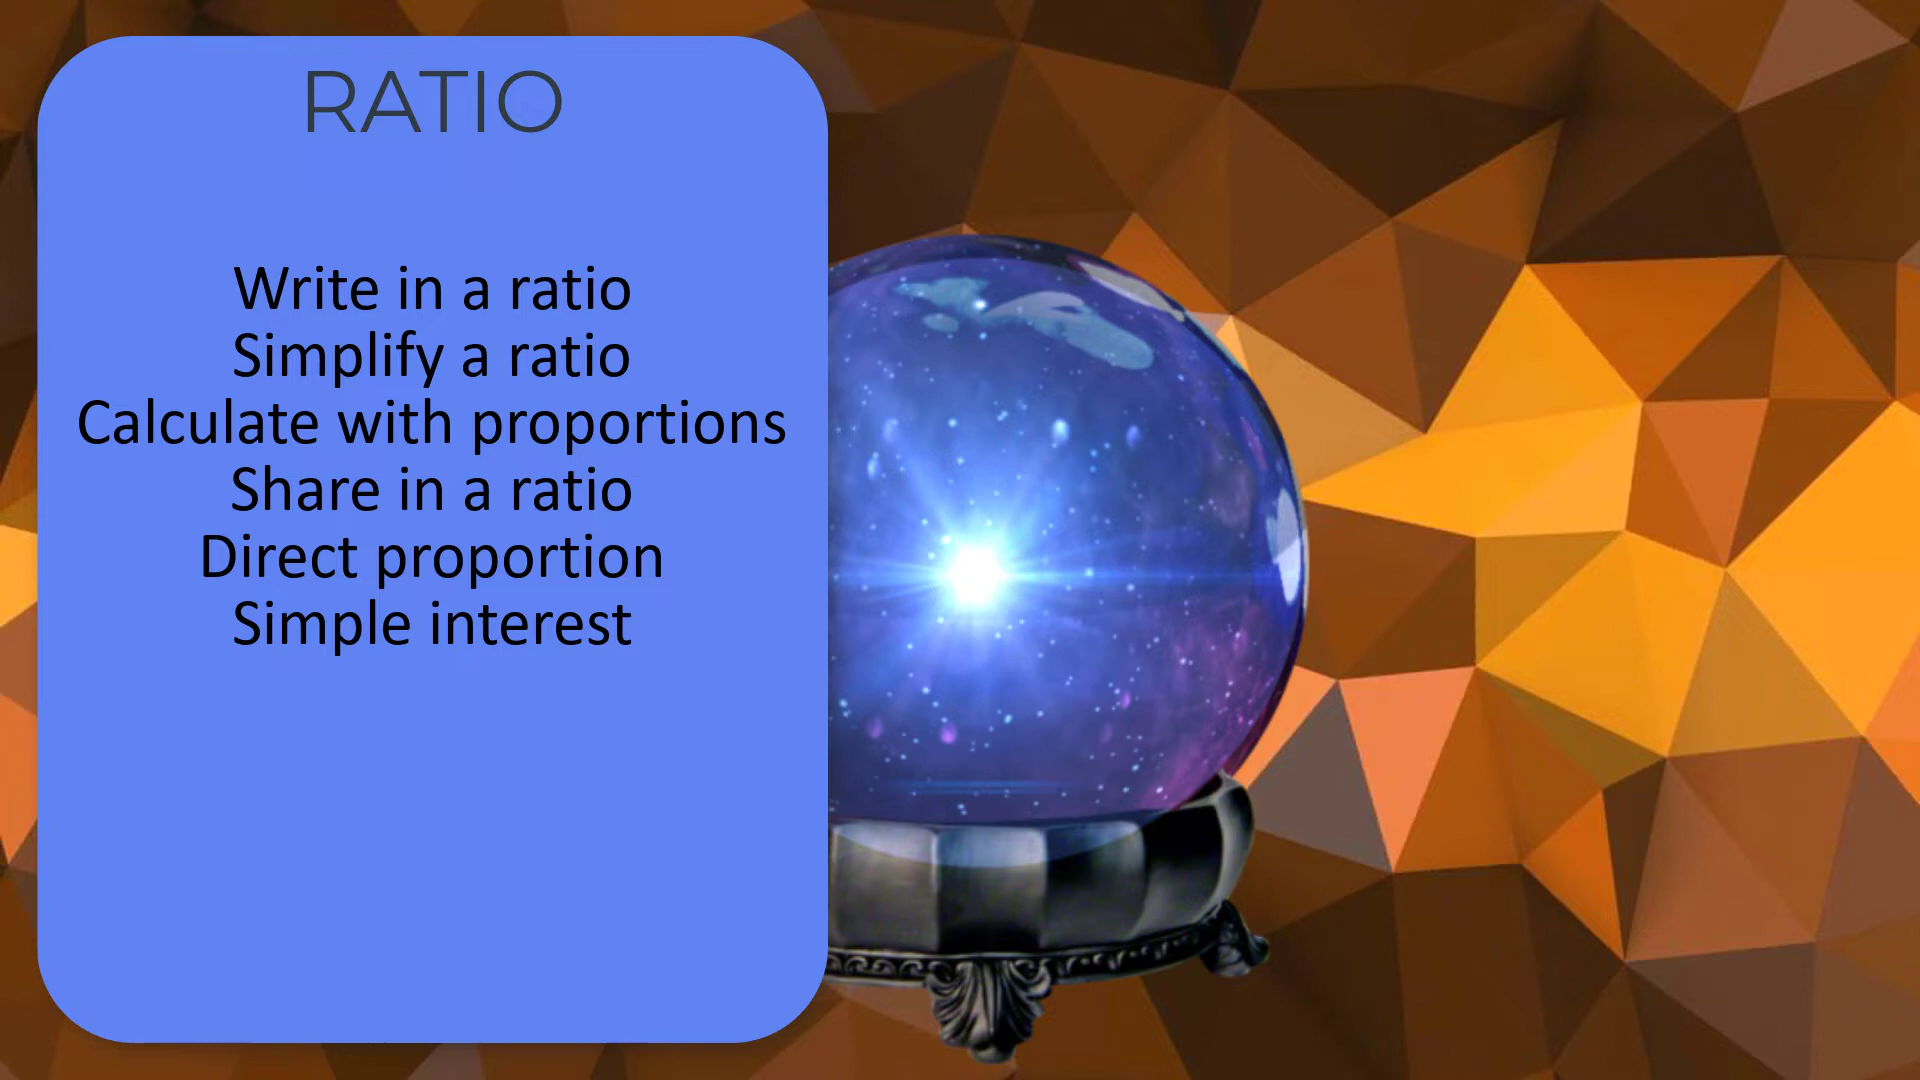 RATIO
Write in a ratio
Simplify a ratio
Calculate with proportions
Share in a ratio
Direct proportion
Simple interest